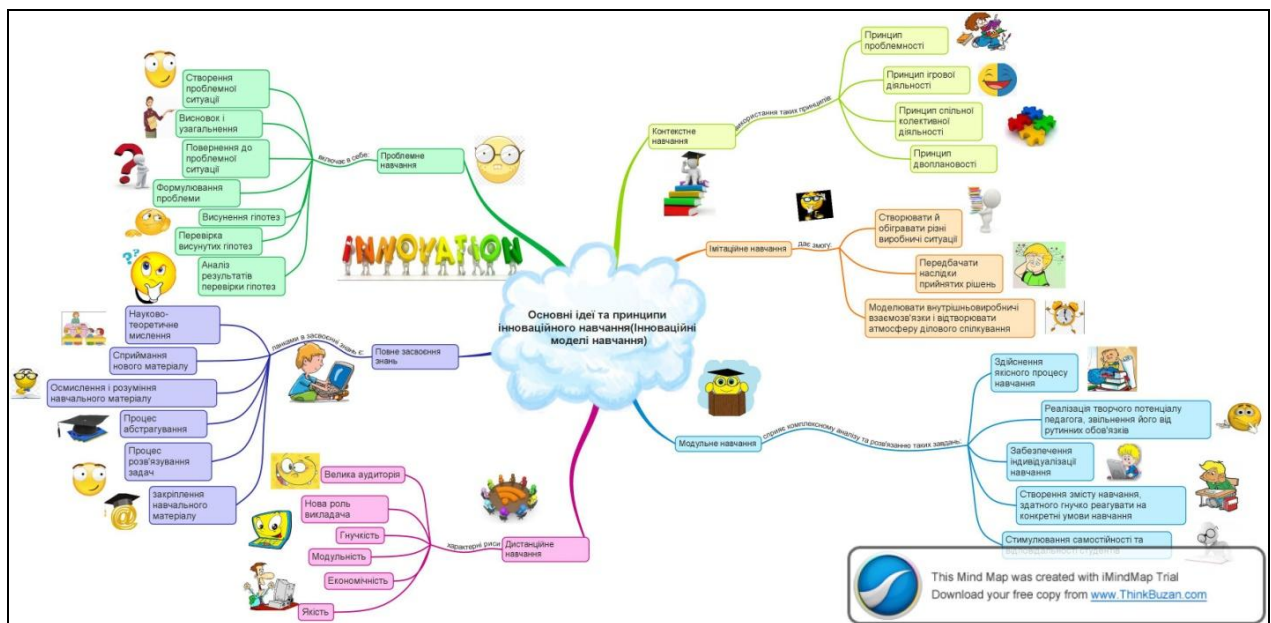 Основні ідеї та принципи
інноваційного навчання(Інноваційні
моделі навчання)
INNOVATION
Контекстне
навчання
використання таких принципів:
Принцип
проблемності
Принцип ігрової
діяльності
Принцип спільної
колективної
діяльності
Принцип
двоплановості
Імітаційне навчання
дає змогу:
Створювати й
обігравати різні
виробничі ситуації
Передбачати
наслідки
прийнятих рішень
Моделювати внутрішньовиробничі
взаємозв'язки і відтворювати
атмосферу ділового спілкування
Модульне навчання
сприяє комплексному аналізу та розв'язанню таких завдань:
Здійснення
якісного процесу
навчання
Реалізація творчого потенціалу
педагога, звільнення його від
рутинних обов'язків
Забезпечення
індивідуалізації
навчання
Створення змісту навчання,
здатного гнучко реагувати на
конкретні умови навчання
Стимулювання самостійності та
відповідальності студентів
Дистанційне
навчання
характерні риси
Велика аудиторія
Нова роль
викладача
Гнучкість
Модульність
Економічність
Якість
Повне засвоєння
знань
ланками в засвоєнні знань є:
Науково-
теоретичне
мислення
Сприймання
нового матеріалу
Осмислення і розуміння
навчального матеріалу
Процес
абстрагування
Процес
розв'язування
задач
закріплення
навчального
матеріалу
Проблемне
навчання
включає в себе:
Створення
проблемної
ситуації
Висновок і
узагальнення
Повернення до
проблемної
ситуації
Формулювання
проблеми
Висунення гіпотез
Перевірка
висунутих гіпотез
Аналіз
результатів
перевірки гіпотез
This Mind Map was created with iMindMap Trial
Download your free copy from www.ThinkBuzan.com